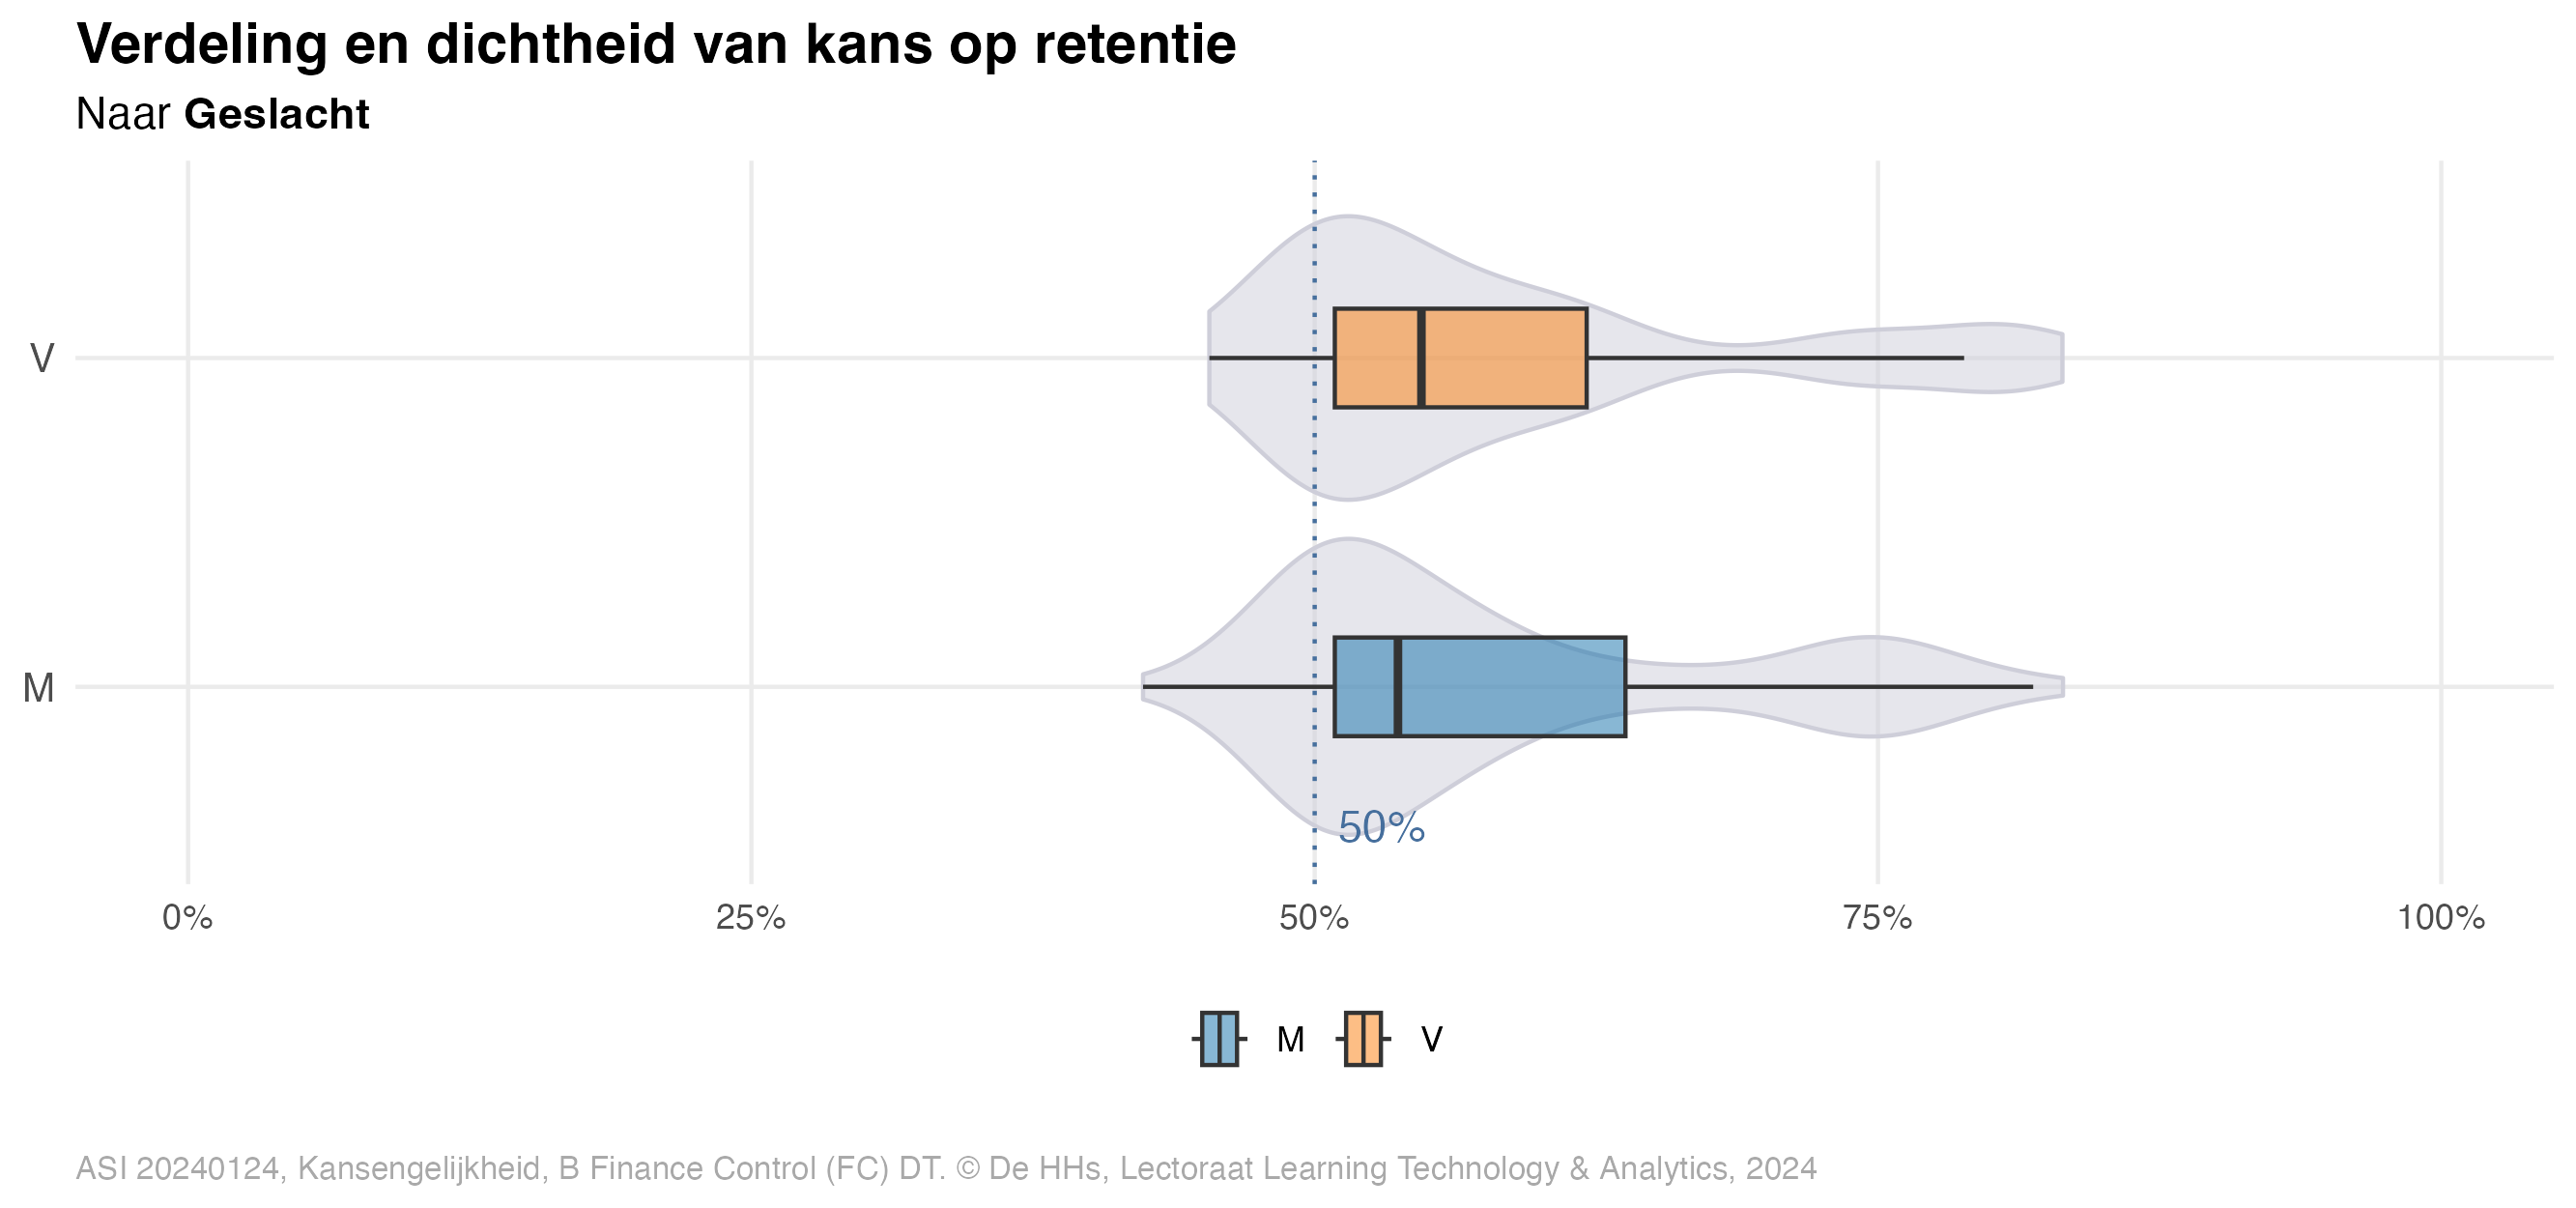 Verdeling en dichtheid van kans op retentie
Naar Geslacht
V
M
50%
0% 25% 50% 75% 100%
M V
ASI 20240124, Kansengelijkheid, B Finance Control (FC) DT. © De HHs, Lectoraat Learning Technology & Analytics, 2024